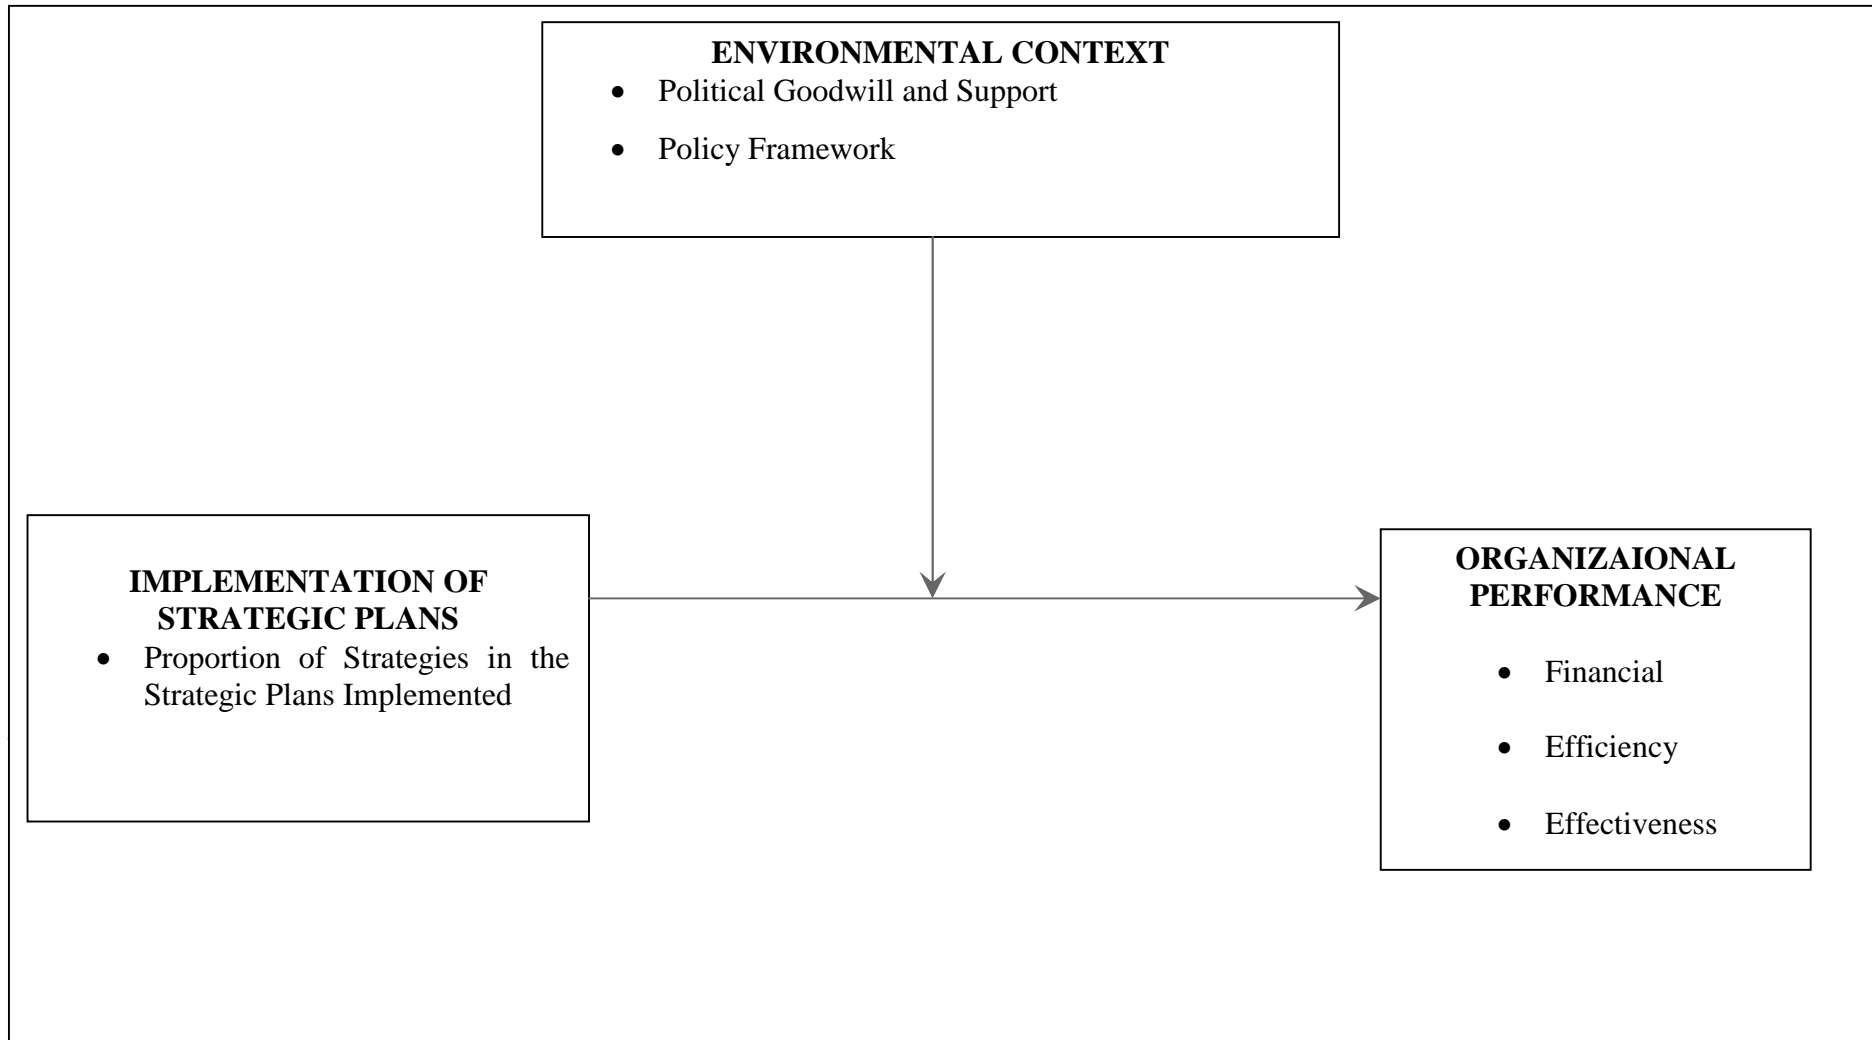 ENVIRONMENTAL CONTEXT
• Political Goodwill and Support
• Policy Framework
IMPLEMENTATION OF
STRATEGIC PLANS
• Proportion of Strategies in the
Strategic Plans Implemented
ORGANIZAIONAL
PERFORMANCE
• Financial
• Efficiency
• Effectiveness